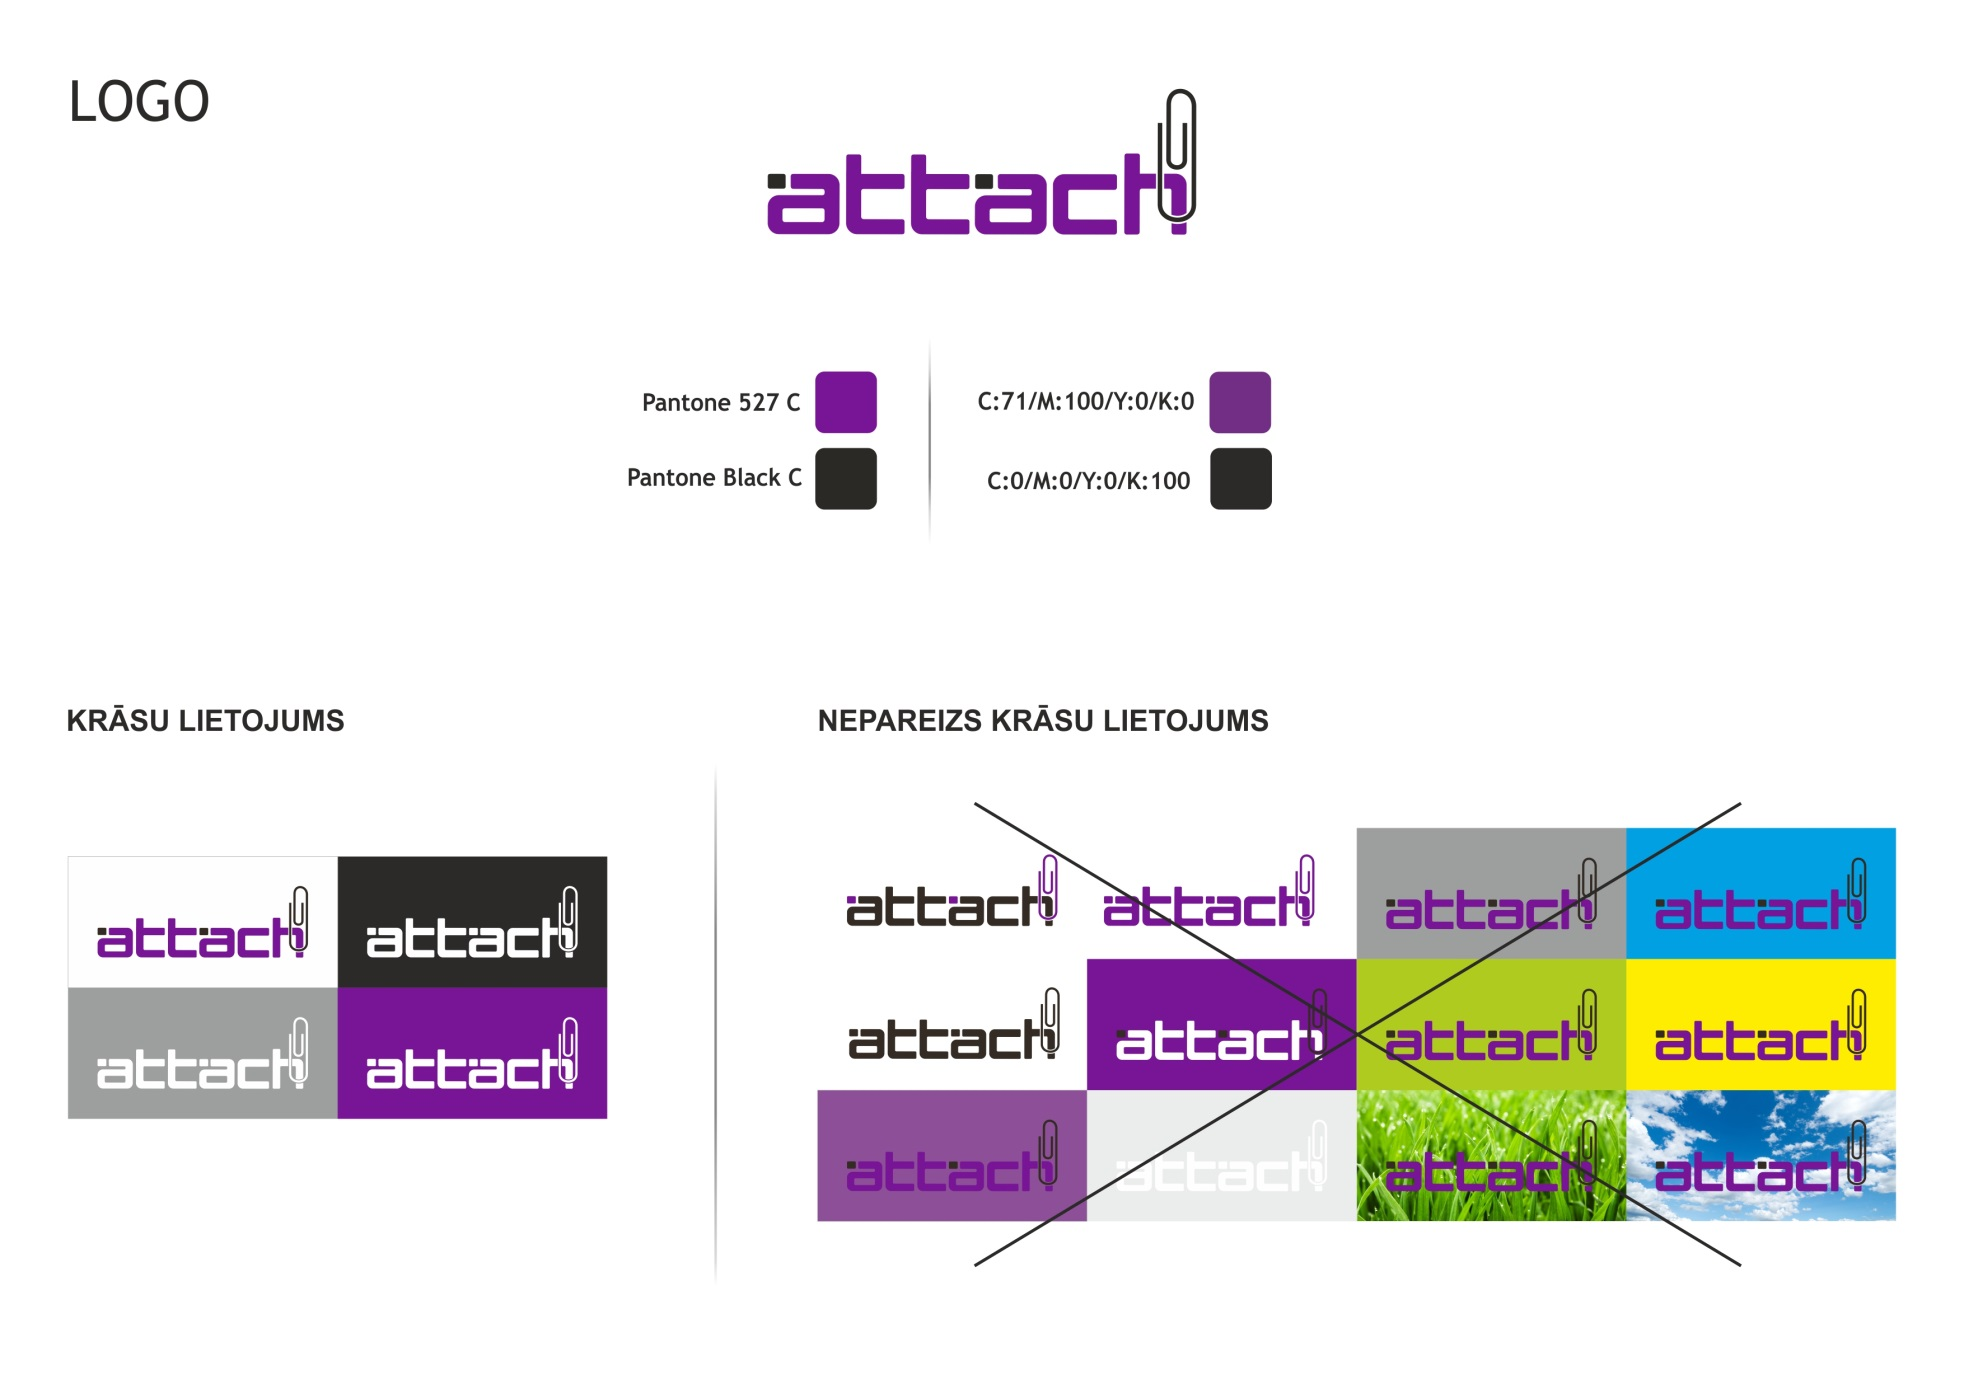 LOGO
attach
Pantone 527 C
C:71/M:100/Y:0/K:0
Pantone Black C
C:0/M:0/Y:0/K:100
KRĀSU LIETOJUMS
attach
attach
attach
attach
NEPAREIZS KRĀSU LIETOJUMS
attach
attach
attach
attach
attach
attach
attach
attach
attach
attach
attach
attach